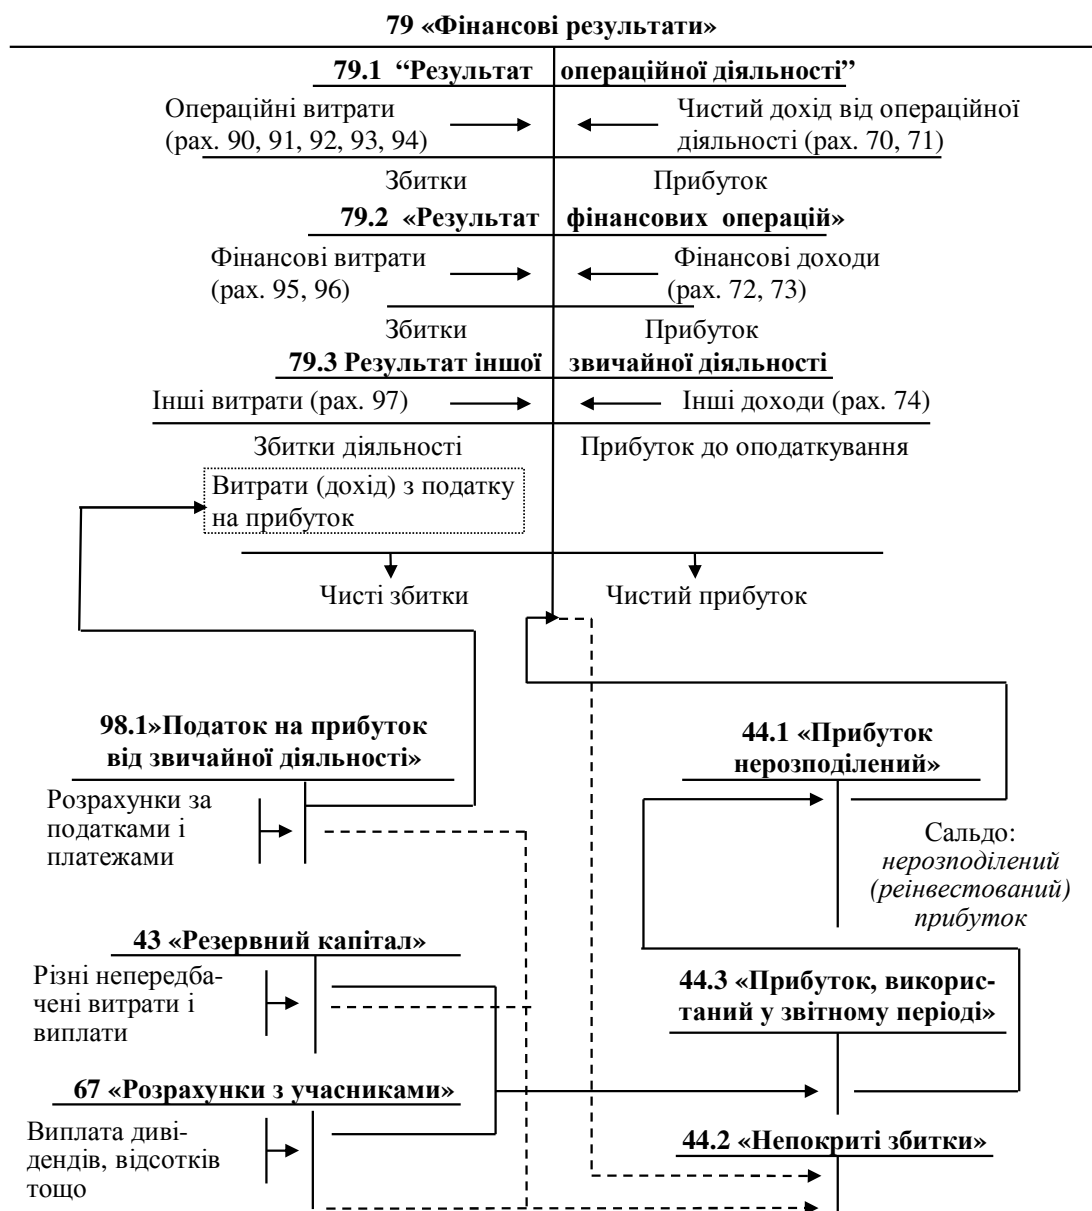 79 «Фінансові результати»
79.1 “Результат операційної діяльності”
Операційні витрати
(рах. 90, 91, 92, 93, 94)
Чистий дохід від операційної
діяльності (рах. 70, 71)
Збитки Прибуток
79.2 «Результат фінансових операцій»
Фінансові витрати
(рах. 95, 96)
Фінансові доходи
(рах. 72, 73)
Збитки Прибуток
79.3 Результат іншої звичайної діяльності
Інші витрати (рах. 97) Інші доходи (рах. 74)
Збитки діяльності Прибуток до оподаткування
Витрати (дохід) з податку
на прибуток
Чисті збитки Чистий прибуток
98.1»Податок на прибуток
від звичайної діяльності»
Розрахунки за
податками і
платежами
44.1 «Прибуток
нерозподілений»
Сальдо:
нерозподілений
(реінвестований)
прибуток
43 «Резервний капітал»
Різні непередба-
чені витрати і
виплати
44.3 «Прибуток, викорис-
таний у звітному періоді»
67 «Розрахунки з учасниками»
Виплата диві-
дендів, відсотків
тощо
44.2 «Непокриті збитки»